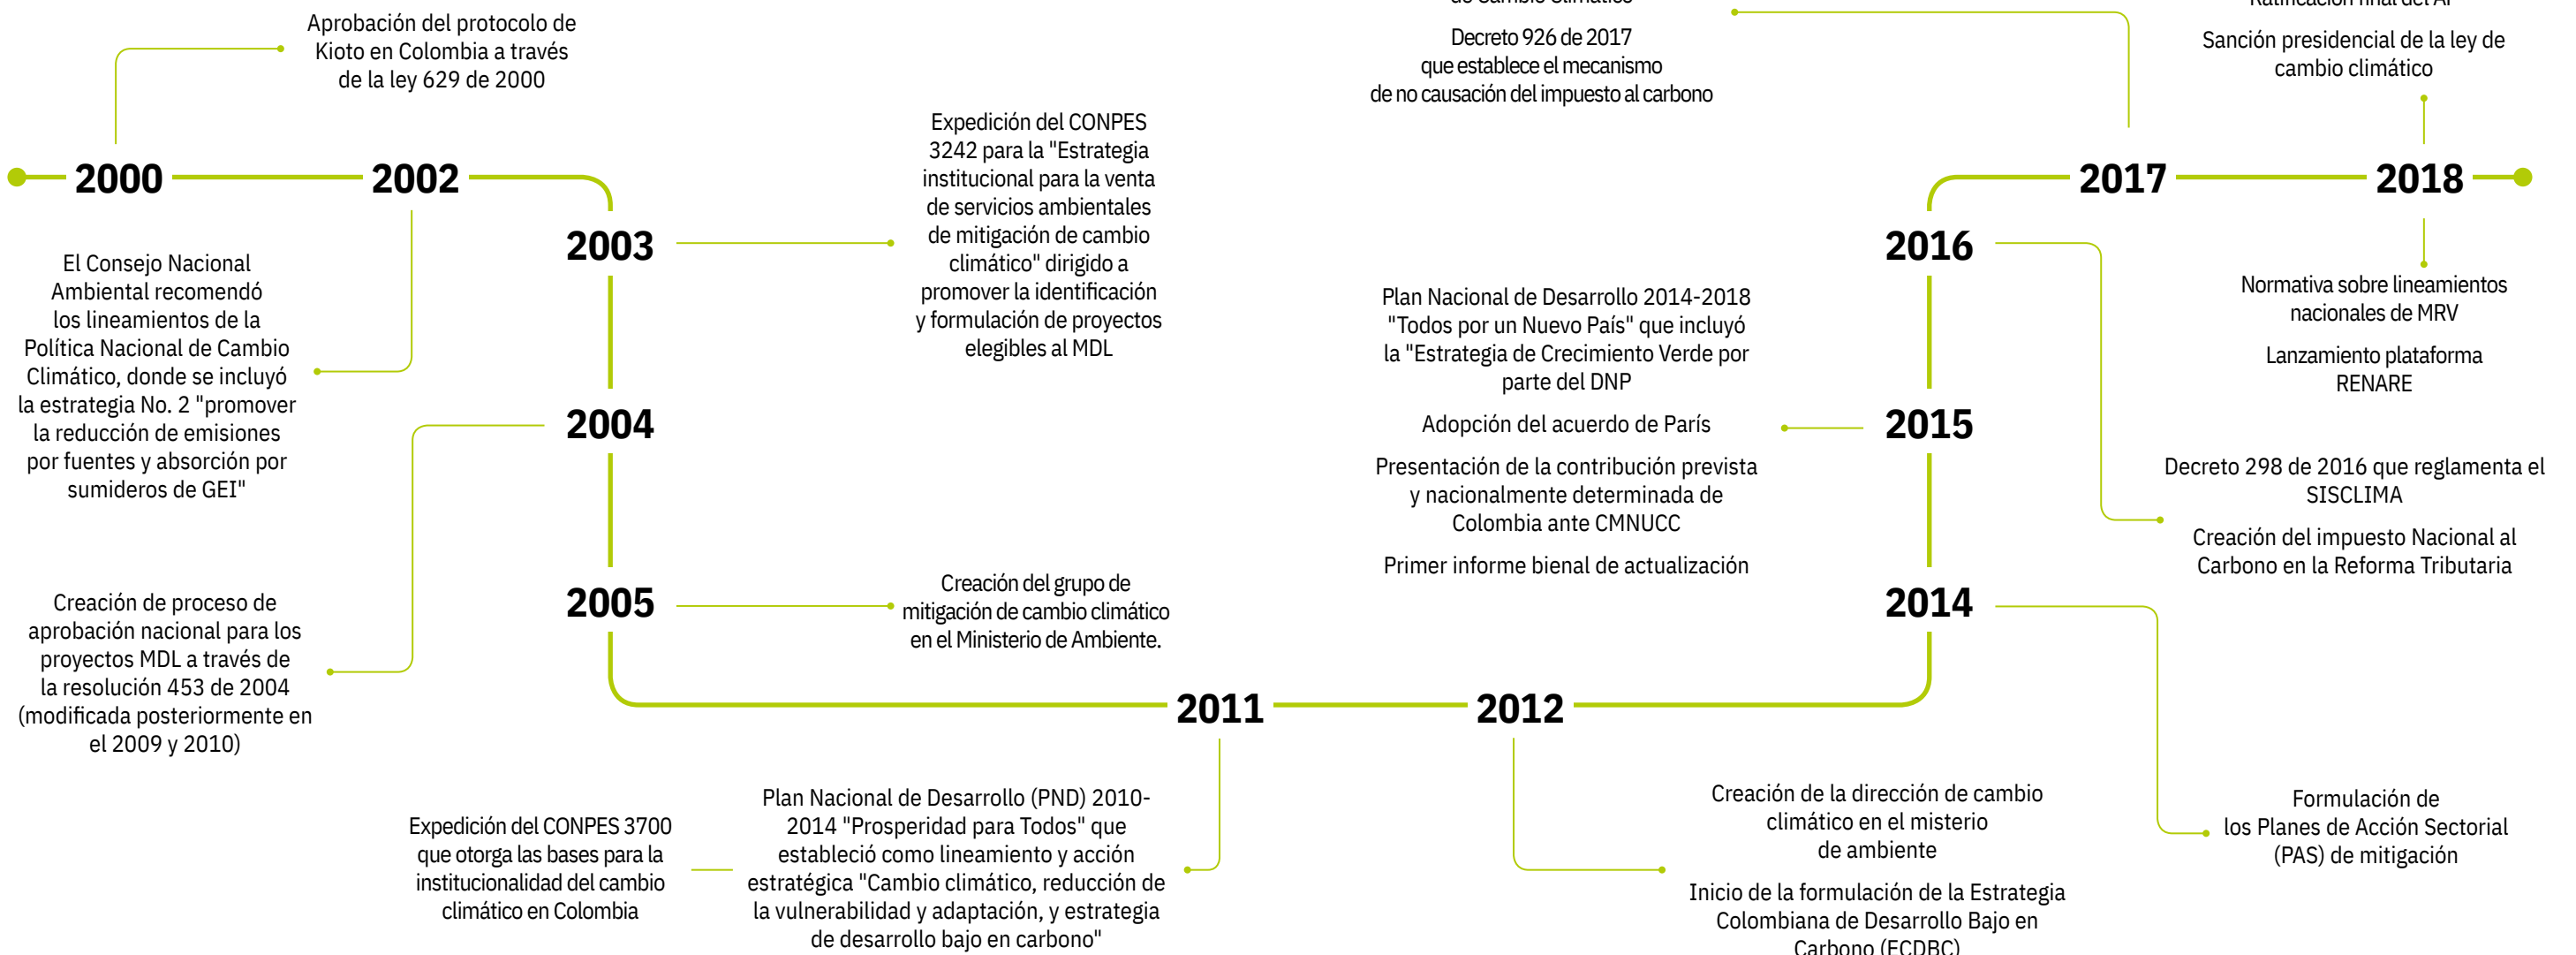 Aprobación del protocolo de
Kioto en Colombia a través
de la ley 629 de 2000
2000
2002
El Consejo Nacional
Ambiental recomendó
los lineamientos de la
Política Nacional de Cambio
Climático, donde se incluyó
la estrategia No. 2 "promover
la reducción de emisiones
por fuentes y absorción por
sumideros de GEI"
2003
Expedición del CONPES
3242 para la "Estrategia
institucional para la venta
de servicios ambientales
de mitigación de cambio
climático" dirigido a
promover la identificación
y formulación de proyectos
elegibles al MDL
2004
Creación de proceso de
aprobación nacional para los
proyectos MDL a través de
la resolución 453 de 2004
(modificada posteriormente en
el 2009 y 2010)
2005
Creación del grupo de
mitigación de cambio climático
en el Ministerio de Ambiente.
2011
Plan Nacional de Desarrollo (PND) 2010-
2014 "Prosperidad para Todos" que
estableció como lineamiento y acción
estratégica "Cambio climático, reducción de
la vulnerabilidad y adaptación, y estrategia
de desarrollo bajo en carbono"
Expedición del CONPES 3700
que otorga las bases para la
institucionalidad del cambio
climático en Colombia
2012
Creación de la dirección de cambio
climático en el misterio
de ambiente
Inicio de la formulación de la Estrategia
Colombiana de Desarrollo Bajo en
Carbono (ECDBC)
2014
Formulación de
los Planes de Acción Sectorial
(PAS) de mitigación
2015
Plan Nacional de Desarrollo 2014-2018
"Todos por un Nuevo País" que incluyó
la "Estrategia de Crecimiento Verde por
parte del DNP
Adopción del acuerdo de París
Presentación de la contribución prevista
y nacionalmente determinada de
Colombia ante CMNUCC
Primer informe bienal de actualización
2016
Decreto 298 de 2016 que reglamenta el
SISCLIMA
Creación del impuesto Nacional al
Carbono en la Reforma Tributaria
2017
de Cambio
Decreto 926 de 2017
que establece el mecanismo
de no causación del impuesto al carbono
2018
Ratificación final del
Sanción presidencial de la ley de
cambio climático
Normativa sobre lineamientos
nacionales de MRV
Lanzamiento plataforma
RENARE